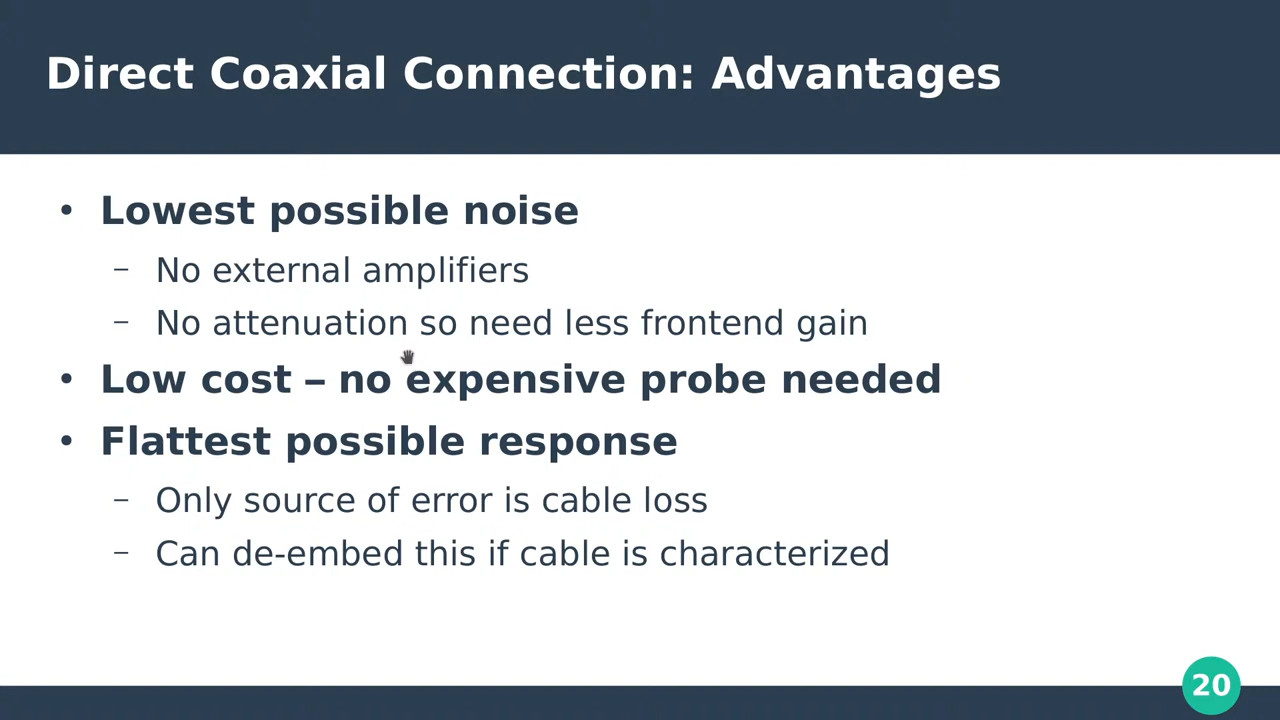 Direct Coaxial Connection: Advantages
• Lowest possible noise
– No external amplifiers
– No attenuation so need less frontend gain
• Low cost – no expensive probe needed
• Flattest possible response
– Only source of error is cable loss
– Can de-embed this if cable is characterized
20